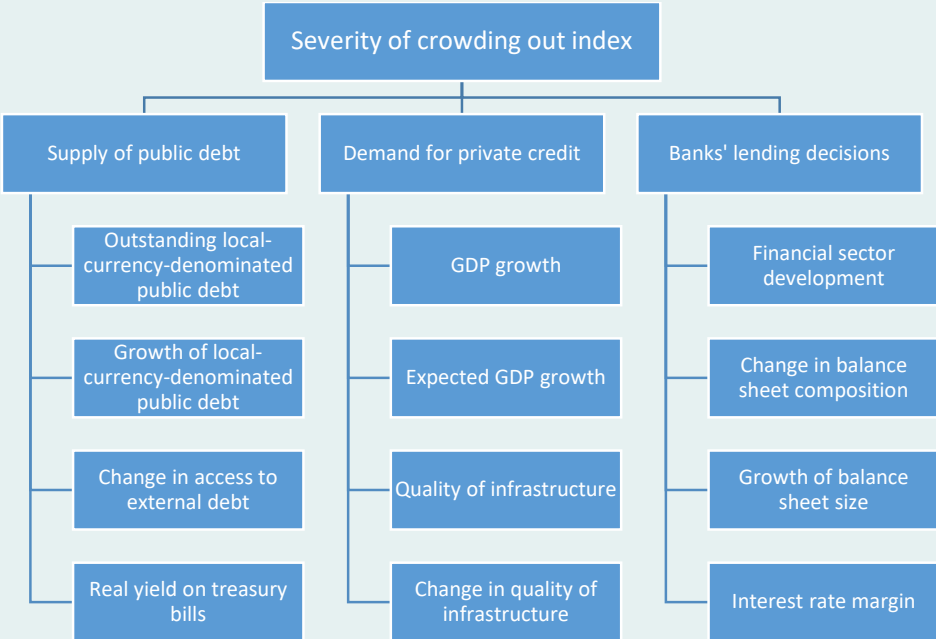 Severity of crowding out index
Supply of public debt
Outstanding local-
currency-denominated
public debt
Growth of local-
currency-denominated
public debt
Change in access to
external debt
Real yield on treasury
bills
Demand for private credit
GDP growth
Expected GDP growth
Quality of infrastructure
Change in quality of
infrastructure
Banks' lending decisions
Financial sector
development
Change in balance
sheet composition
Growth of balance
sheet size
Interest rate margin